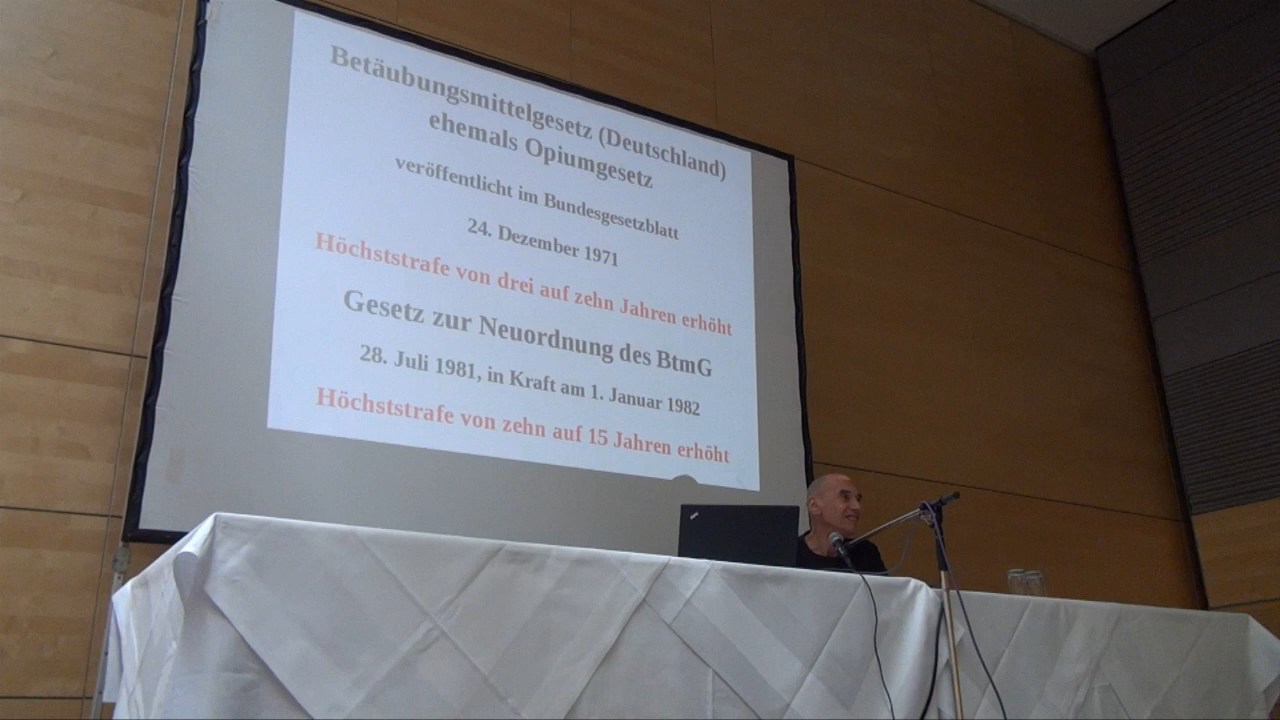 Betäubungsmittelgesetz (Deutschland)
ehemals Opiumgesetz
veröffentlicht im Bundesgesetzblatt
24. Dezember 1971
Höchststrafe von drei auf zehn Jahren erhöht
Gesetz zur Neuordnung des BtmG
28. Juli 1981, in Kraft am 1. Januar 1982
Höchststrafe von zehn auf 15 Jahren erhöht